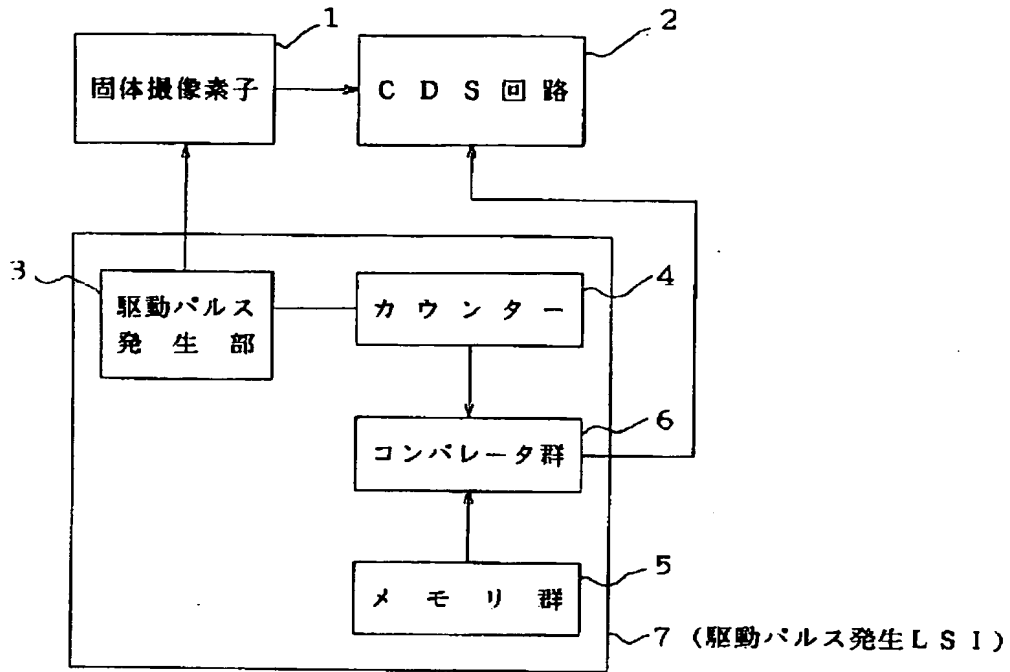 1
2
固体撮像素子
CDS回路
3
4
駆動パルス
発生部
カウンター
6
コンパレータ群
5
メモリ群
7 (駆動パルス発生LSI)